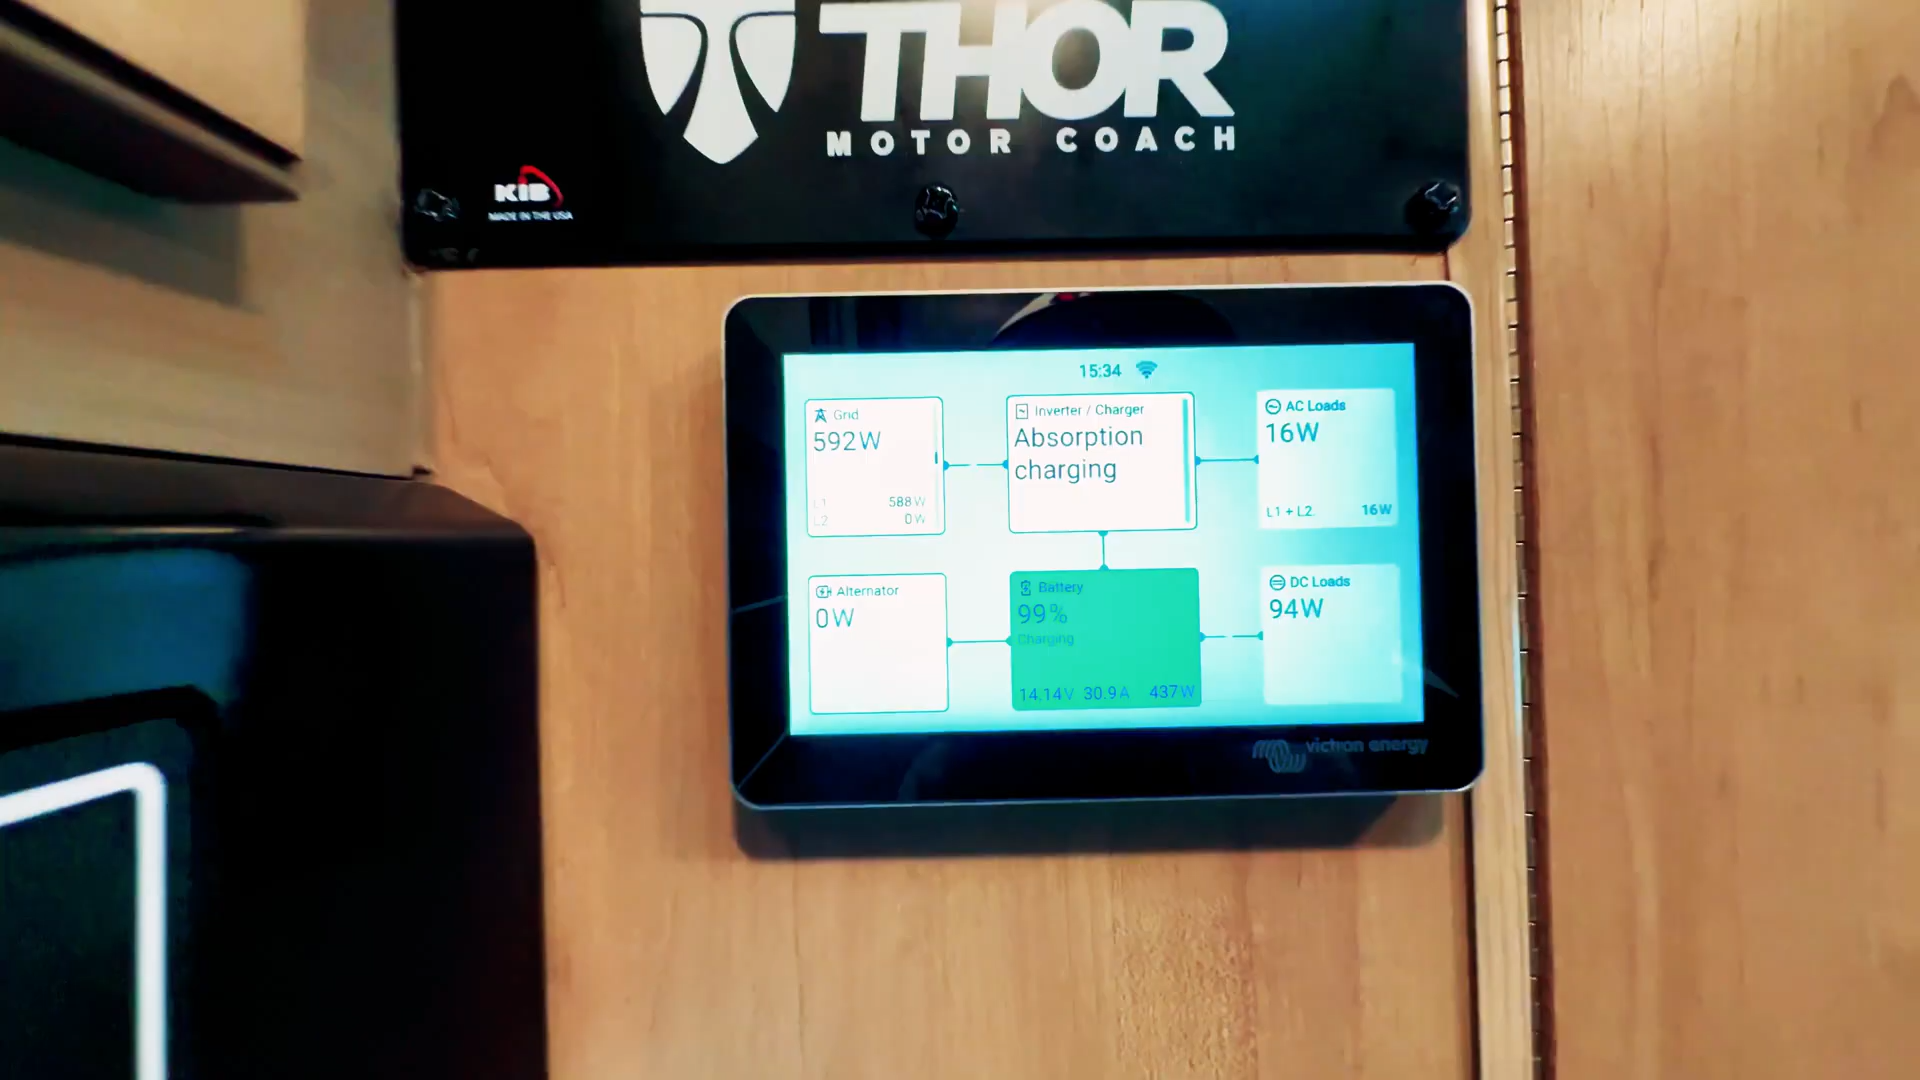 THOR
MOTOR COACH
KIB
MADE IN THE USA
15:34
Grid
592W
L1 588W
L2 0W
Inverter / Charger
Absorption
charging
AC Loads
16W
L1 + L2 16W
Alternator
0W
Battery
99%
Charging
14.14V 30.9A 437W
DC Loads
94W
victron energy